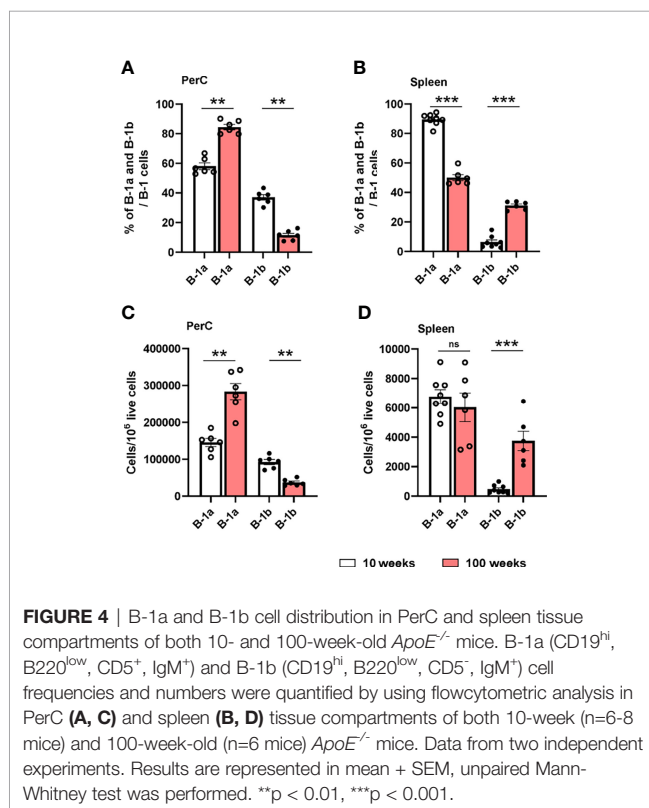 A
B
PerC
Spleen
** **
*** ***
% of B-1a and B-1b
/ B-1 cells
100
80
60
40
20
0
B-1a B-1a B-1b B-1b
% of B-1a and B-1b
/ B-1 cells
100
80
60
40
20
0
B-1a B-1a B-1b B-1b
C
D
PerC
Spleen
** **
ns ***
Cells/10⁶ live cells
400000
300000
200000
100000
0
B-1a B-1a B-1b B-1b
Cells/10⁶ live cells
10000
8000
6000
4000
2000
0
B-1a B-1a B-1b B-1b
10 weeks 100 weeks
FIGURE 4 | B-1a and B-1b cell distribution in PerC and spleen tissue
compartments of both 10- and 100-week-old ApoE⁻/⁻ mice. B-1a (CD19ʰⁱ,
B220ˡᵒʷ, CD5⁺, IgM⁺) and B-1b (CD19ʰⁱ, B220ˡᵒʷ, CD5⁻, IgM⁺) cell
frequencies and numbers were quantified by using flowcytometric analysis in
PerC (A, C) and spleen (B, D) tissue compartments of both 10-week (n=6-8
mice) and 100-week-old (n=6 mice) ApoE⁻/⁻ mice. Data from two independent
experiments. Results are represented in mean + SEM, unpaired Mann-
Whitney test was performed. **p < 0.01, ***p < 0.001.